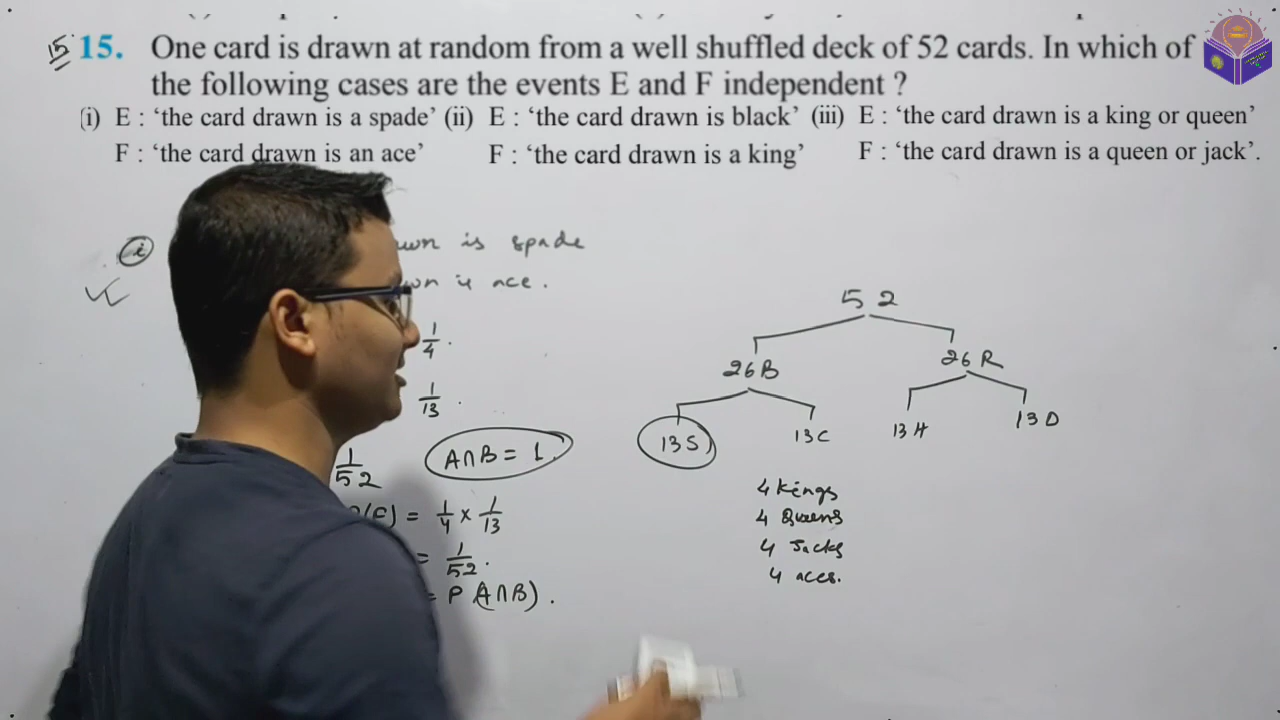 15. 15. One card is drawn at random from a well shuffled deck of 52 cards. In which of
the following cases are the events E and F independent ?
(i) E : ‘the card drawn is a spade’ (ii) E : ‘the card drawn is black’ (iii) E : ‘the card drawn is a king or queen’
F : ‘the card drawn is an ace’ F : ‘the card drawn is a king’ F : ‘the card drawn is a queen or jack’.
(i) is spade
ace.
1/4.
1/13.
1/52 A∩B = 1
= 1/4 × 1/13
= 1/52.
= P(A∩B).
52
26B 26R
13S 13C 13H 13D
4 Kings
4 Queens
4 Jacks
4 aces.